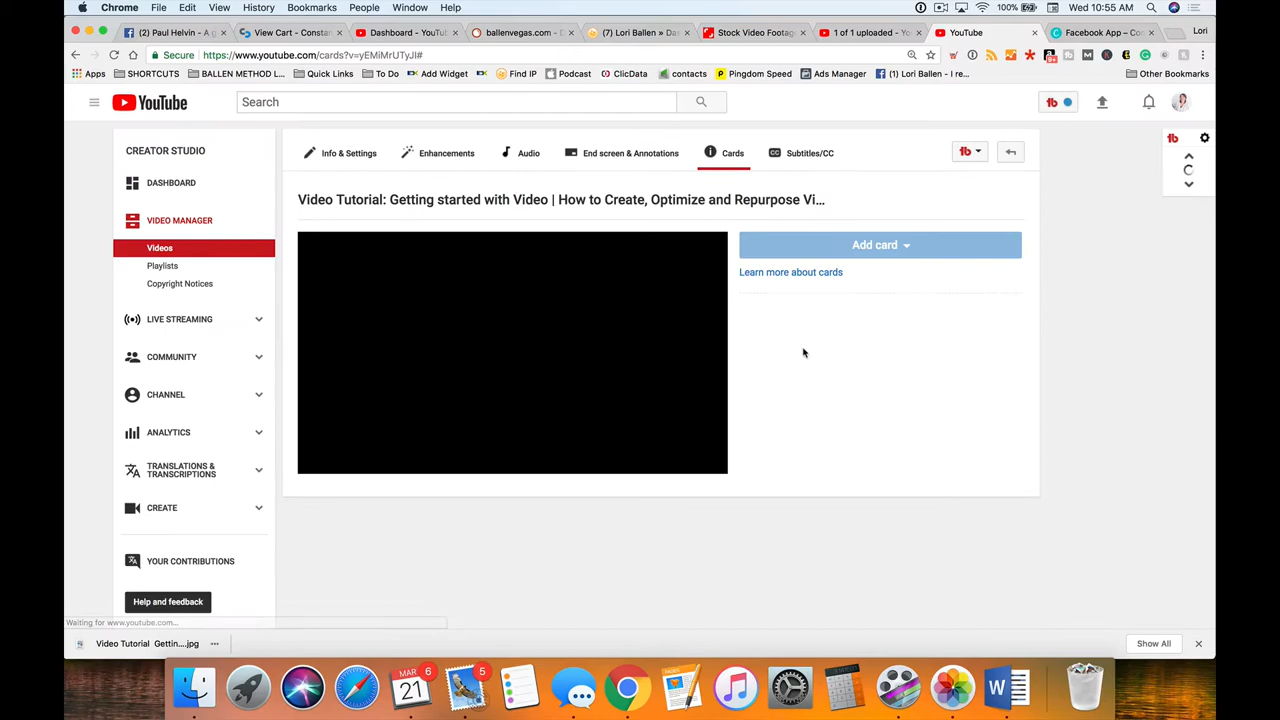 Chrome File Edit View History Bookmarks People Window Help 100% Wed 10:55 AM
(2) Paul Helvin - A g View Cart - Constan Dashboard - YouTu ballenvegas.com - D (7) Lori Ballen » Das Stock Video Footag 1 of 1 uploaded - Yo YouTube Facebook App – Co Lori
Secure https://www.youtube.com/cards?v=yEMiMrUTyJI#
Apps SHORTCUTS BALLEN METHOD L... Quick Links To Do Add Widget Find IP Podcast ClicData contacts Pingdom Speed Ads Manager (1) Lori Ballen - I re... Other Bookmarks
YouTube Search
CREATOR STUDIO
Info & Settings Enhancements Audio End screen & Annotations Cards CC Subtitles/CC tb
DASHBOARD
Video Tutorial: Getting started with Video | How to Create, Optimize and Repurpose Vi...
VIDEO MANAGER
Videos
Add card
Playlists
Learn more about cards
Copyright Notices
LIVE STREAMING
COMMUNITY
CHANNEL
ANALYTICS
TRANSLATIONS &
TRANSCRIPTIONS
CREATE
YOUR CONTRIBUTIONS
Help and feedback
Waiting for www.youtube.com...
Video Tutorial Gettin....jpg Show All
MAR 6 5
21 W